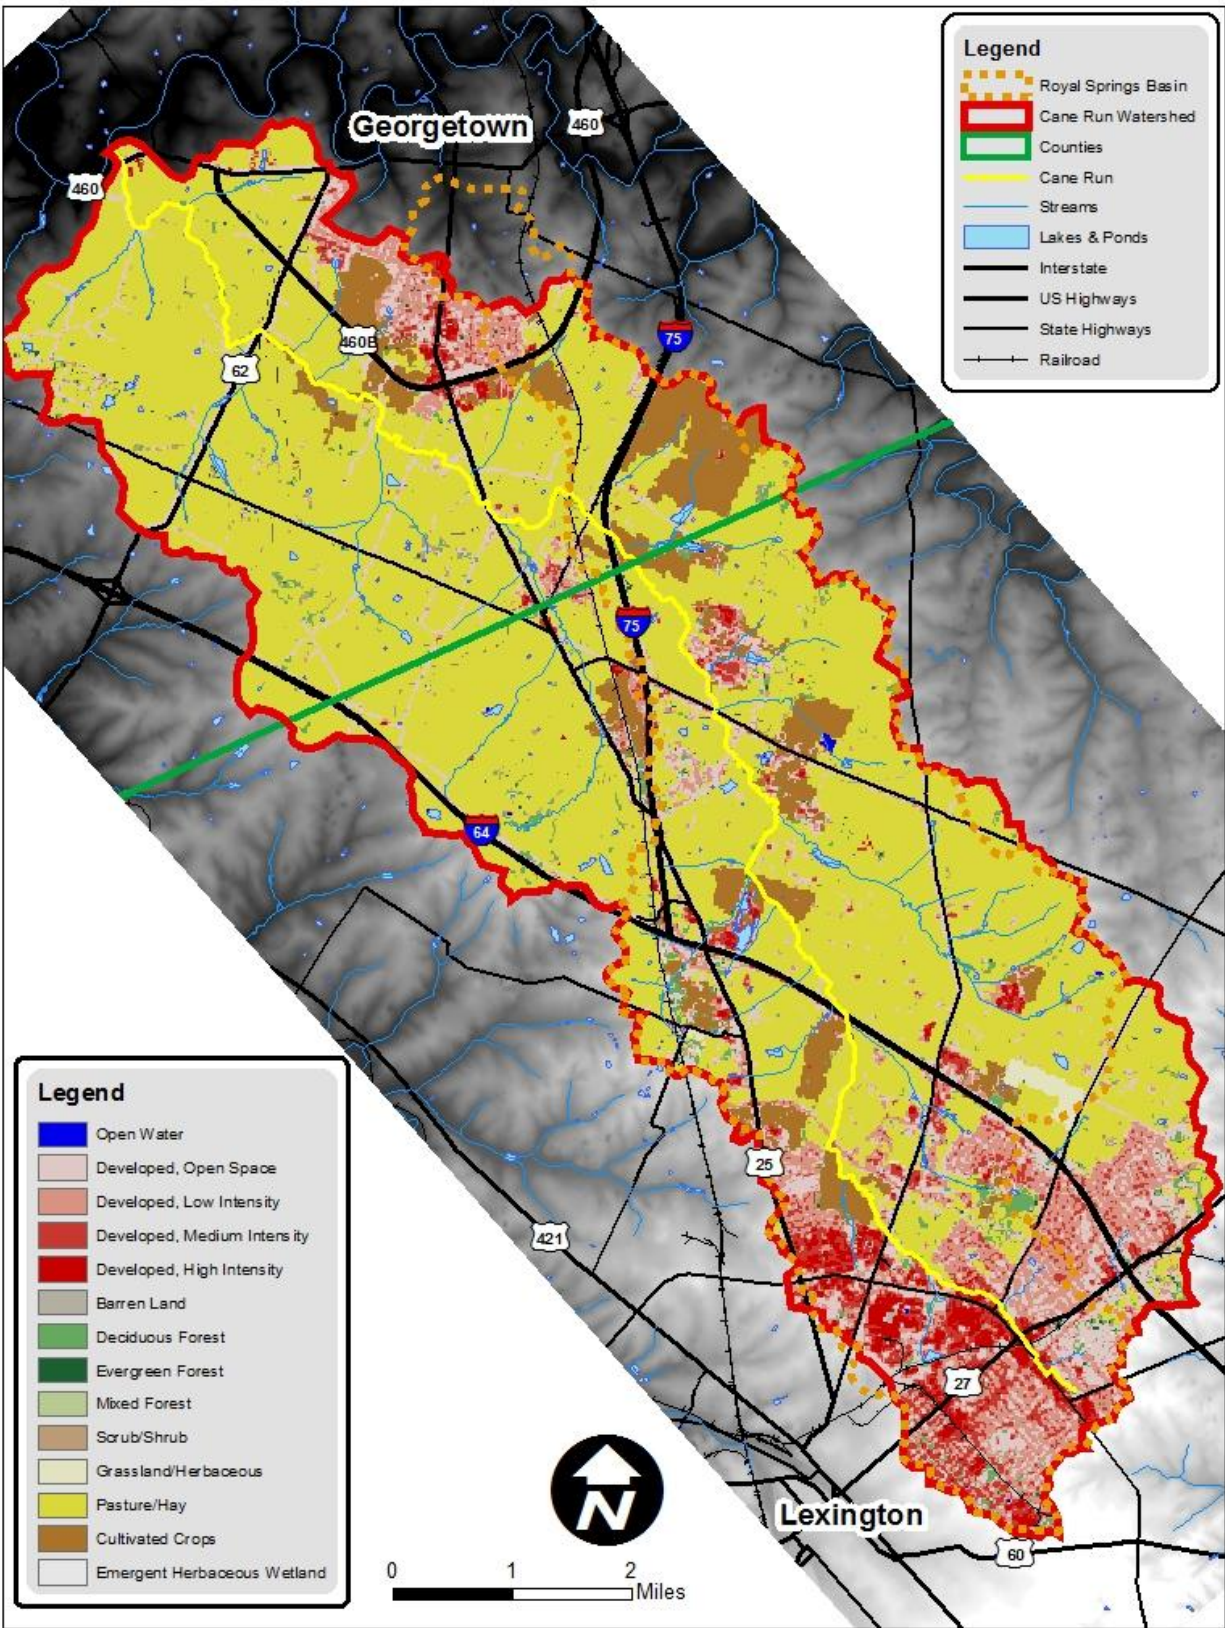 Legend
Royal Springs Basin
Cane Run Watershed
Counties
Cane Run
Streams
Lakes & Ponds
Interstate
US Highways
State Highways
Railroad
Georgetown
460
460
75
460B
62
75
64
25
421
27
Lexington
60
Legend
Open Water
Developed, Open Space
Developed, Low Intensity
Developed, Medium Intensity
Developed, High Intensity
Barren Land
Deciduous Forest
Evergreen Forest
Mixed Forest
Scrub/Shrub
Grassland/Herbaceous
Pasture/Hay
Cultivated Crops
Emergent Herbaceous Wetland
N
0 1 2
Miles